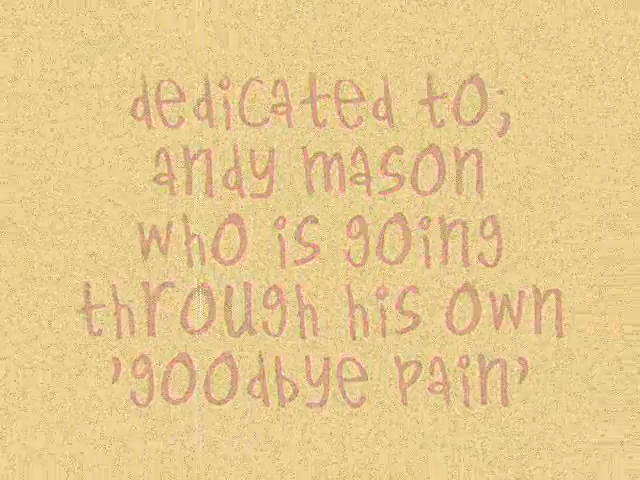 dedicated to;
andy mason
who is going
through his own
'goodbye pain'